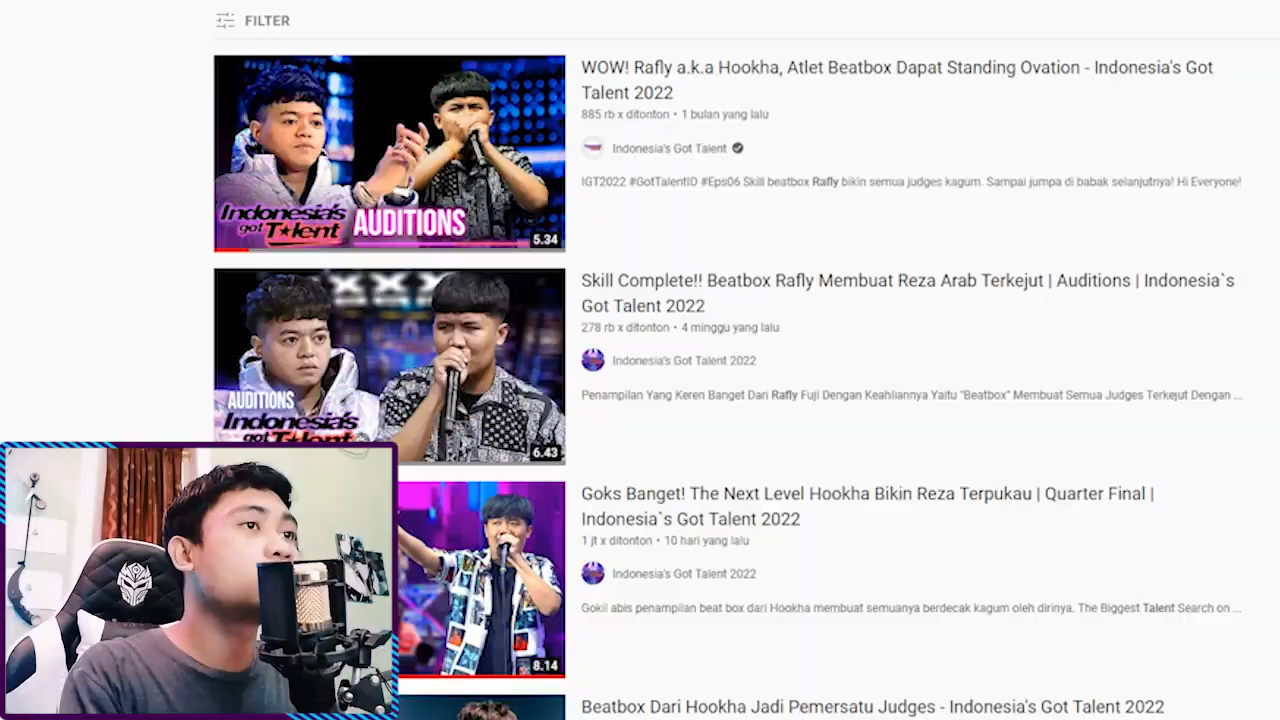 FILTER
WOW! Rafly a.k.a Hookha, Atlet Beatbox Dapat Standing Ovation - Indonesia's Got
Talent 2022
885 rb x ditonton • 1 bulan yang lalu
Indonesia's Got Talent
IGT2022 #GotTalentID #Eps06 Skill beatbox Rafly bikin semua judges kagum. Sampai jumpa di babak selanjutnya! Hi Everyone!
Indonesia's
got Talent
AUDITIONS
5.34
Skill Complete!! Beatbox Rafly Membuat Reza Arab Terkejut | Auditions | Indonesia`s
Got Talent 2022
278 rb x ditonton • 4 minggu yang lalu
Indonesia's Got Talent 2022
Penampilan Yang Keren Banget Dari Rafly Fuji Dengan Keahliannya Yaitu "Beatbox" Membuat Semua Judges Terkejut Dengan ...
XXX
AUDITIONS
Indonesia's
got Talent
6.43
Goks Banget! The Next Level Hookha Bikin Reza Terpukau | Quarter Final |
Indonesia`s Got Talent 2022
1 jt x ditonton • 10 hari yang lalu
Indonesia's Got Talent 2022
Gokil abis penampilan beat box dari Hookha membuat semuanya berdecak kagum oleh dirinya. The Biggest Talent Search on ...
8.14
Beatbox Dari Hookha Jadi Pemersatu Judges - Indonesia's Got Talent 2022